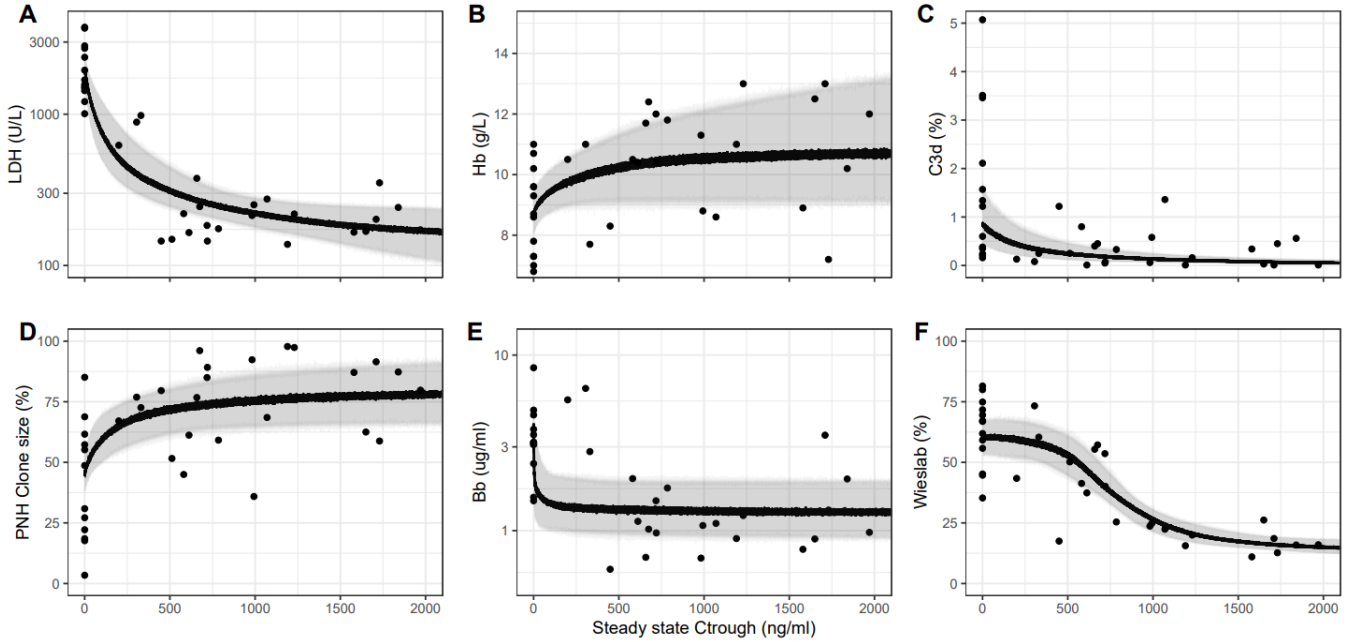 A
LDH (U/L)
3000
1000
300
100
B
Hb (g/L)
14
12
10
8
C
C3d (%)
5
4
3
2
1
0
D
PNH Clone size (%)
100
75
50
25
0
0 500 1000 1500 2000
E
Bb (ug/ml)
10
3
1
0 500 1000 1500 2000
F
Wieslab (%)
100
75
50
25
0
0 500 1000 1500 2000
Steady state Ctrough (ng/ml)